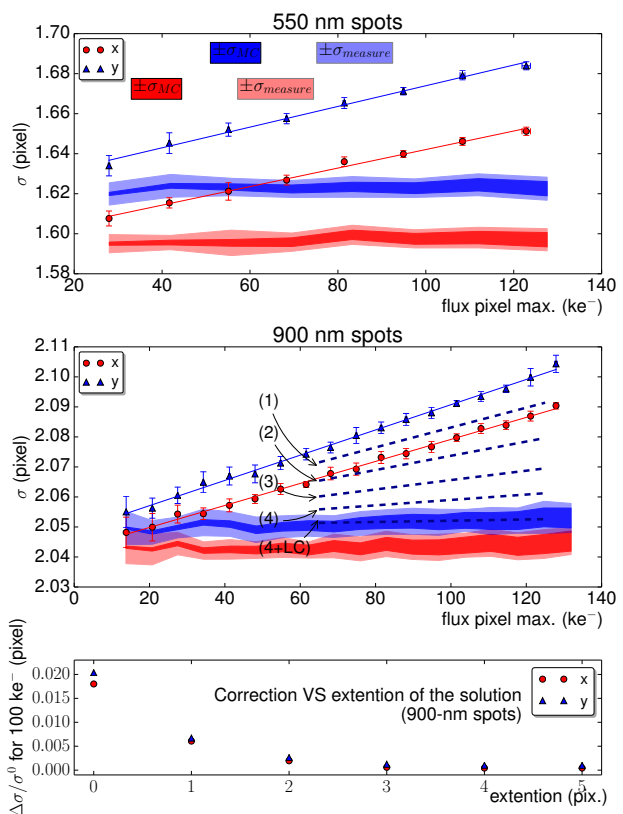 550 nm spots
x
y
±σ_MC
±σ_measure
±σ_MC
±σ_measure
1.70
1.68
1.66
1.64
1.62
1.60
1.58
σ (pixel)
20 40 60 80 100 120 140
flux pixel max. (ke⁻)
900 nm spots
x
y
(1)
(2)
(3)
(4)
(4+LC)
2.11
2.10
2.09
2.08
2.07
2.06
2.05
2.04
2.03
σ (pixel)
0 20 40 60 80 100 120 140
flux pixel max. (ke⁻)
Δσ/σ⁰ for 100 ke⁻ (pixel)
0.020
0.015
0.010
0.005
0.000
x
y
Correction VS extention of the solution
(900-nm spots)
0 1 2 3 4 5
extention (pix.)